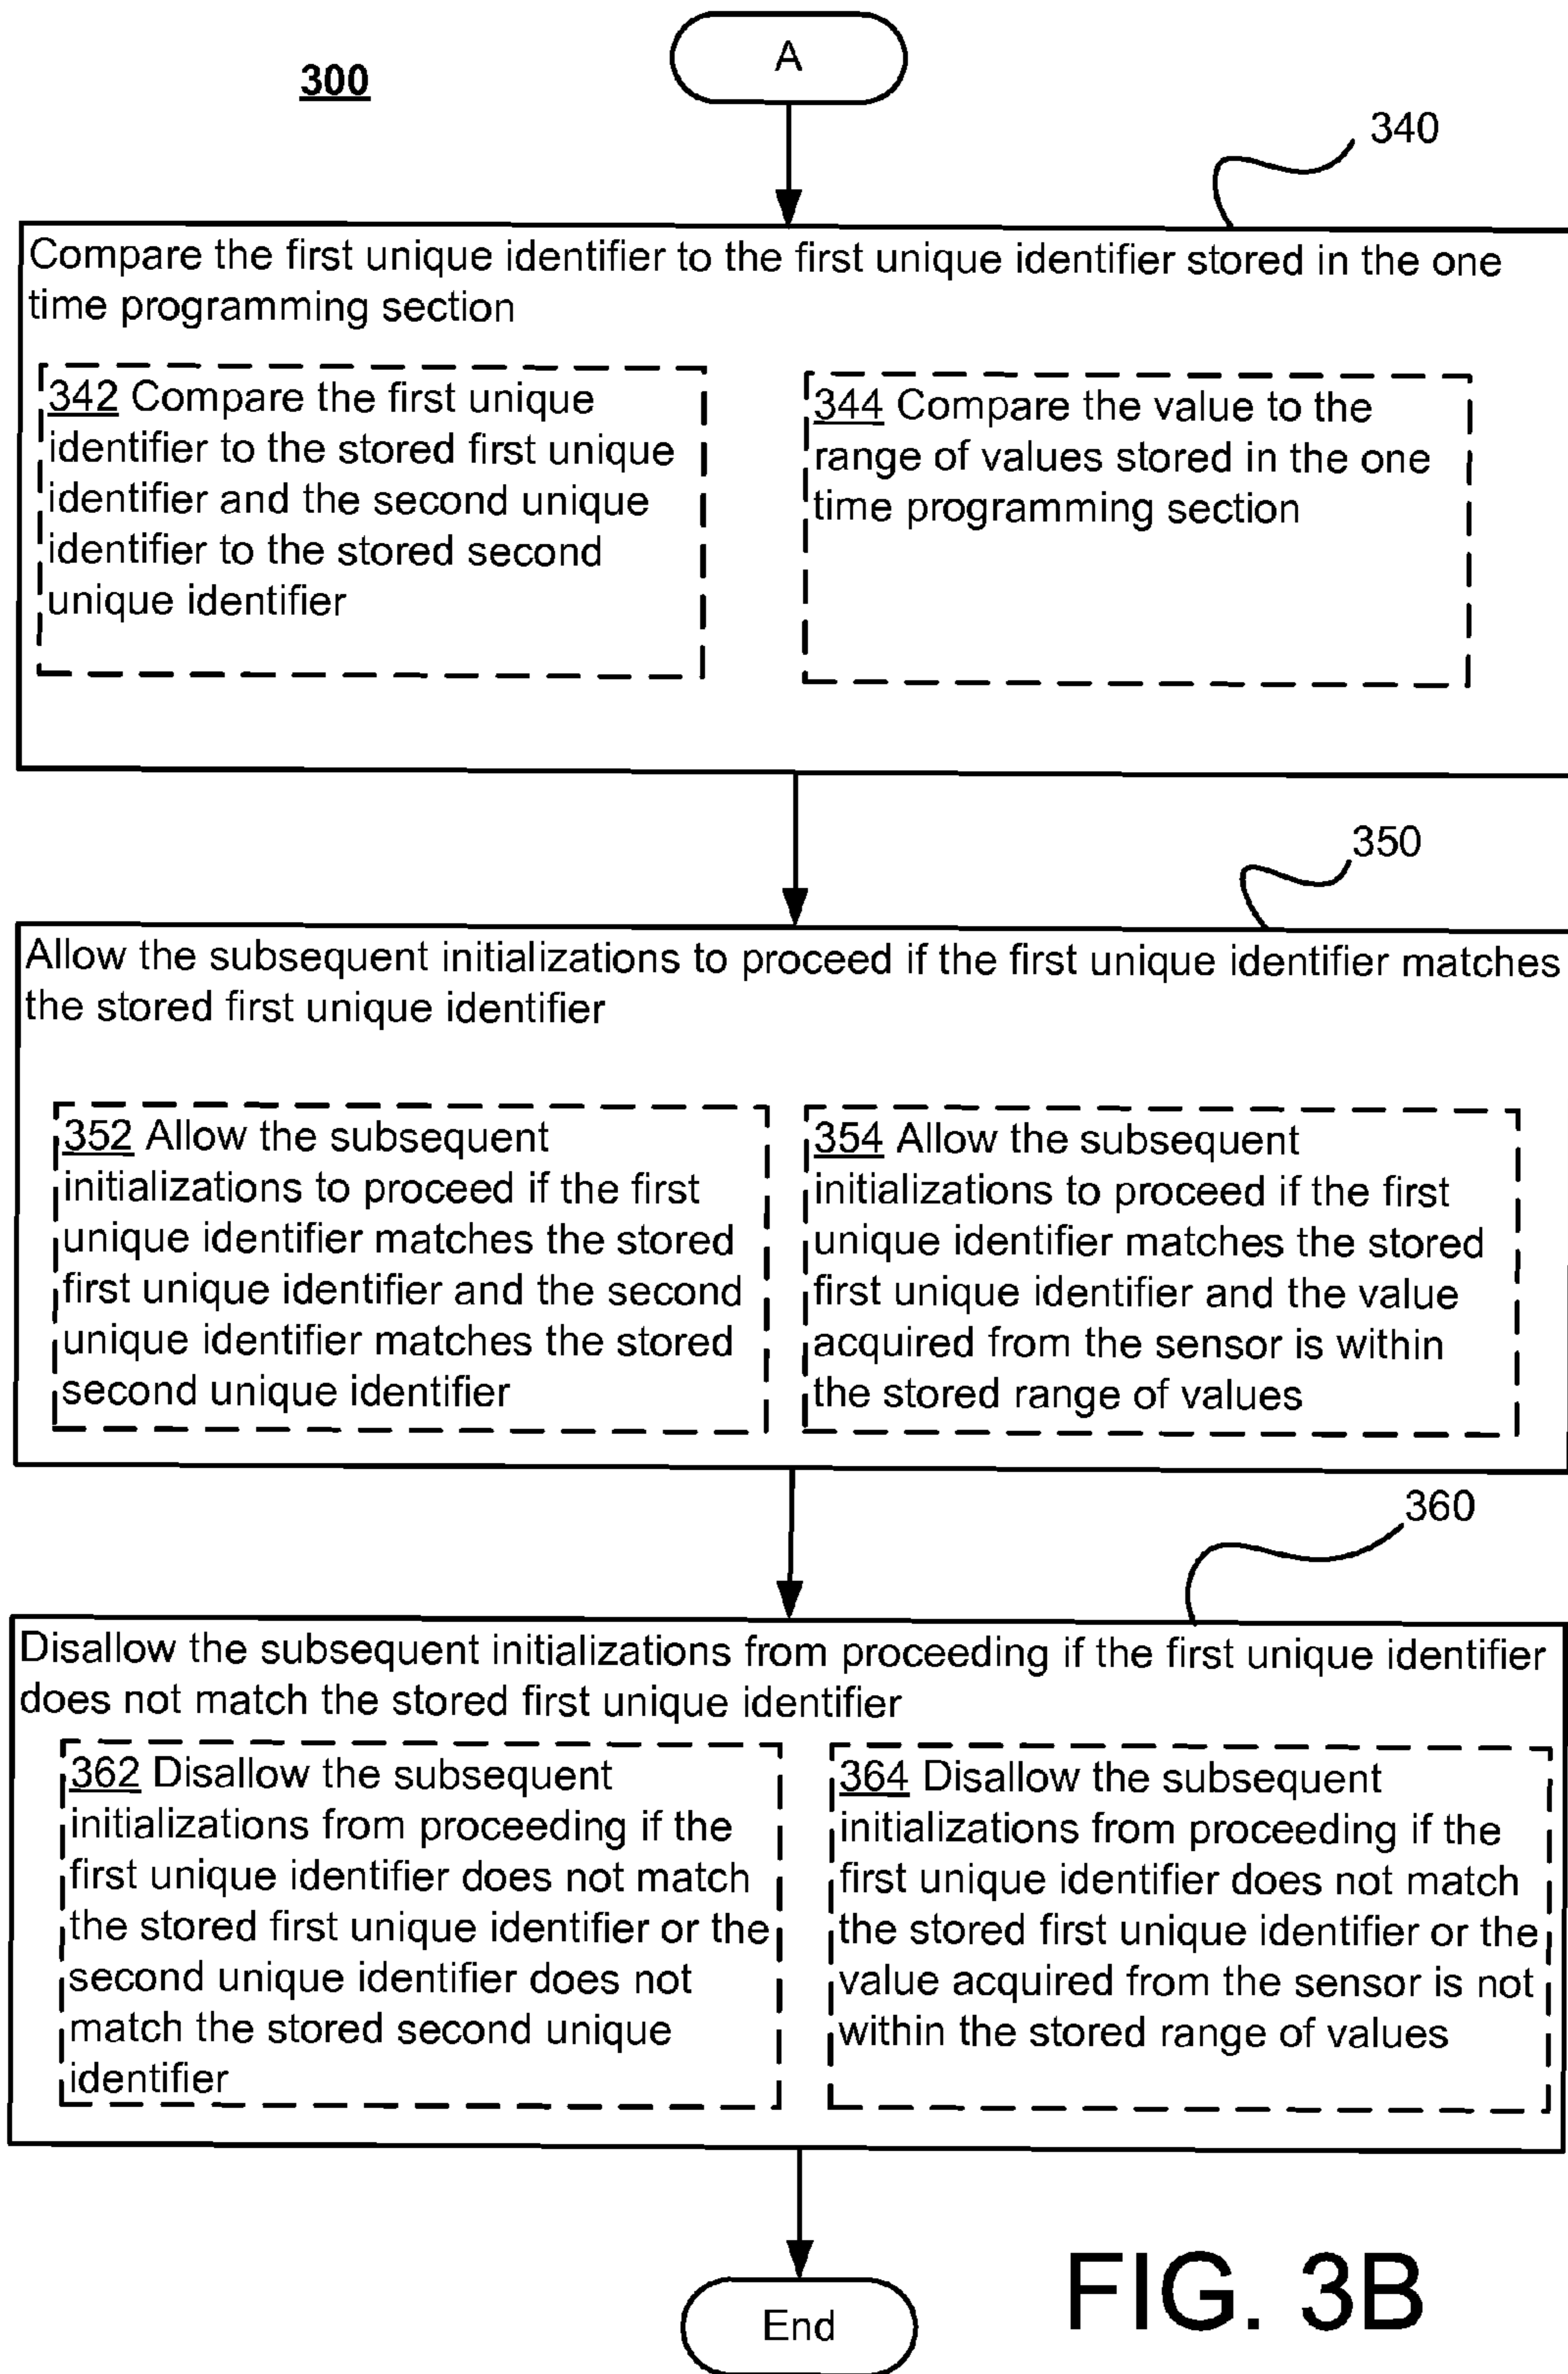 300
A
340
Compare the first unique identifier to the first unique identifier stored in the one
time programming section
342 Compare the first unique
identifier to the stored first unique
identifier and the second unique
identifier to the stored second
unique identifier
344 Compare the value to the
range of values stored in the one
time programming section
350
Allow the subsequent initializations to proceed if the first unique identifier matches
the stored first unique identifier
352 Allow the subsequent
initializations to proceed if the first
unique identifier matches the stored
first unique identifier and the second
unique identifier matches the stored
second unique identifier
354 Allow the subsequent
initializations to proceed if the first
unique identifier matches the stored
first unique identifier and the value
acquired from the sensor is within
the stored range of values
360
Disallow the subsequent initializations from proceeding if the first unique identifier
does not match the stored first unique identifier
362 Disallow the subsequent
initializations from proceeding if the
first unique identifier does not match
the stored first unique identifier or the
second unique identifier does not
match the stored second unique
identifier
364 Disallow the subsequent
initializations from proceeding if the
first unique identifier does not match
the stored first unique identifier or the
value acquired from the sensor is not
within the stored range of values
End
FIG. 3B